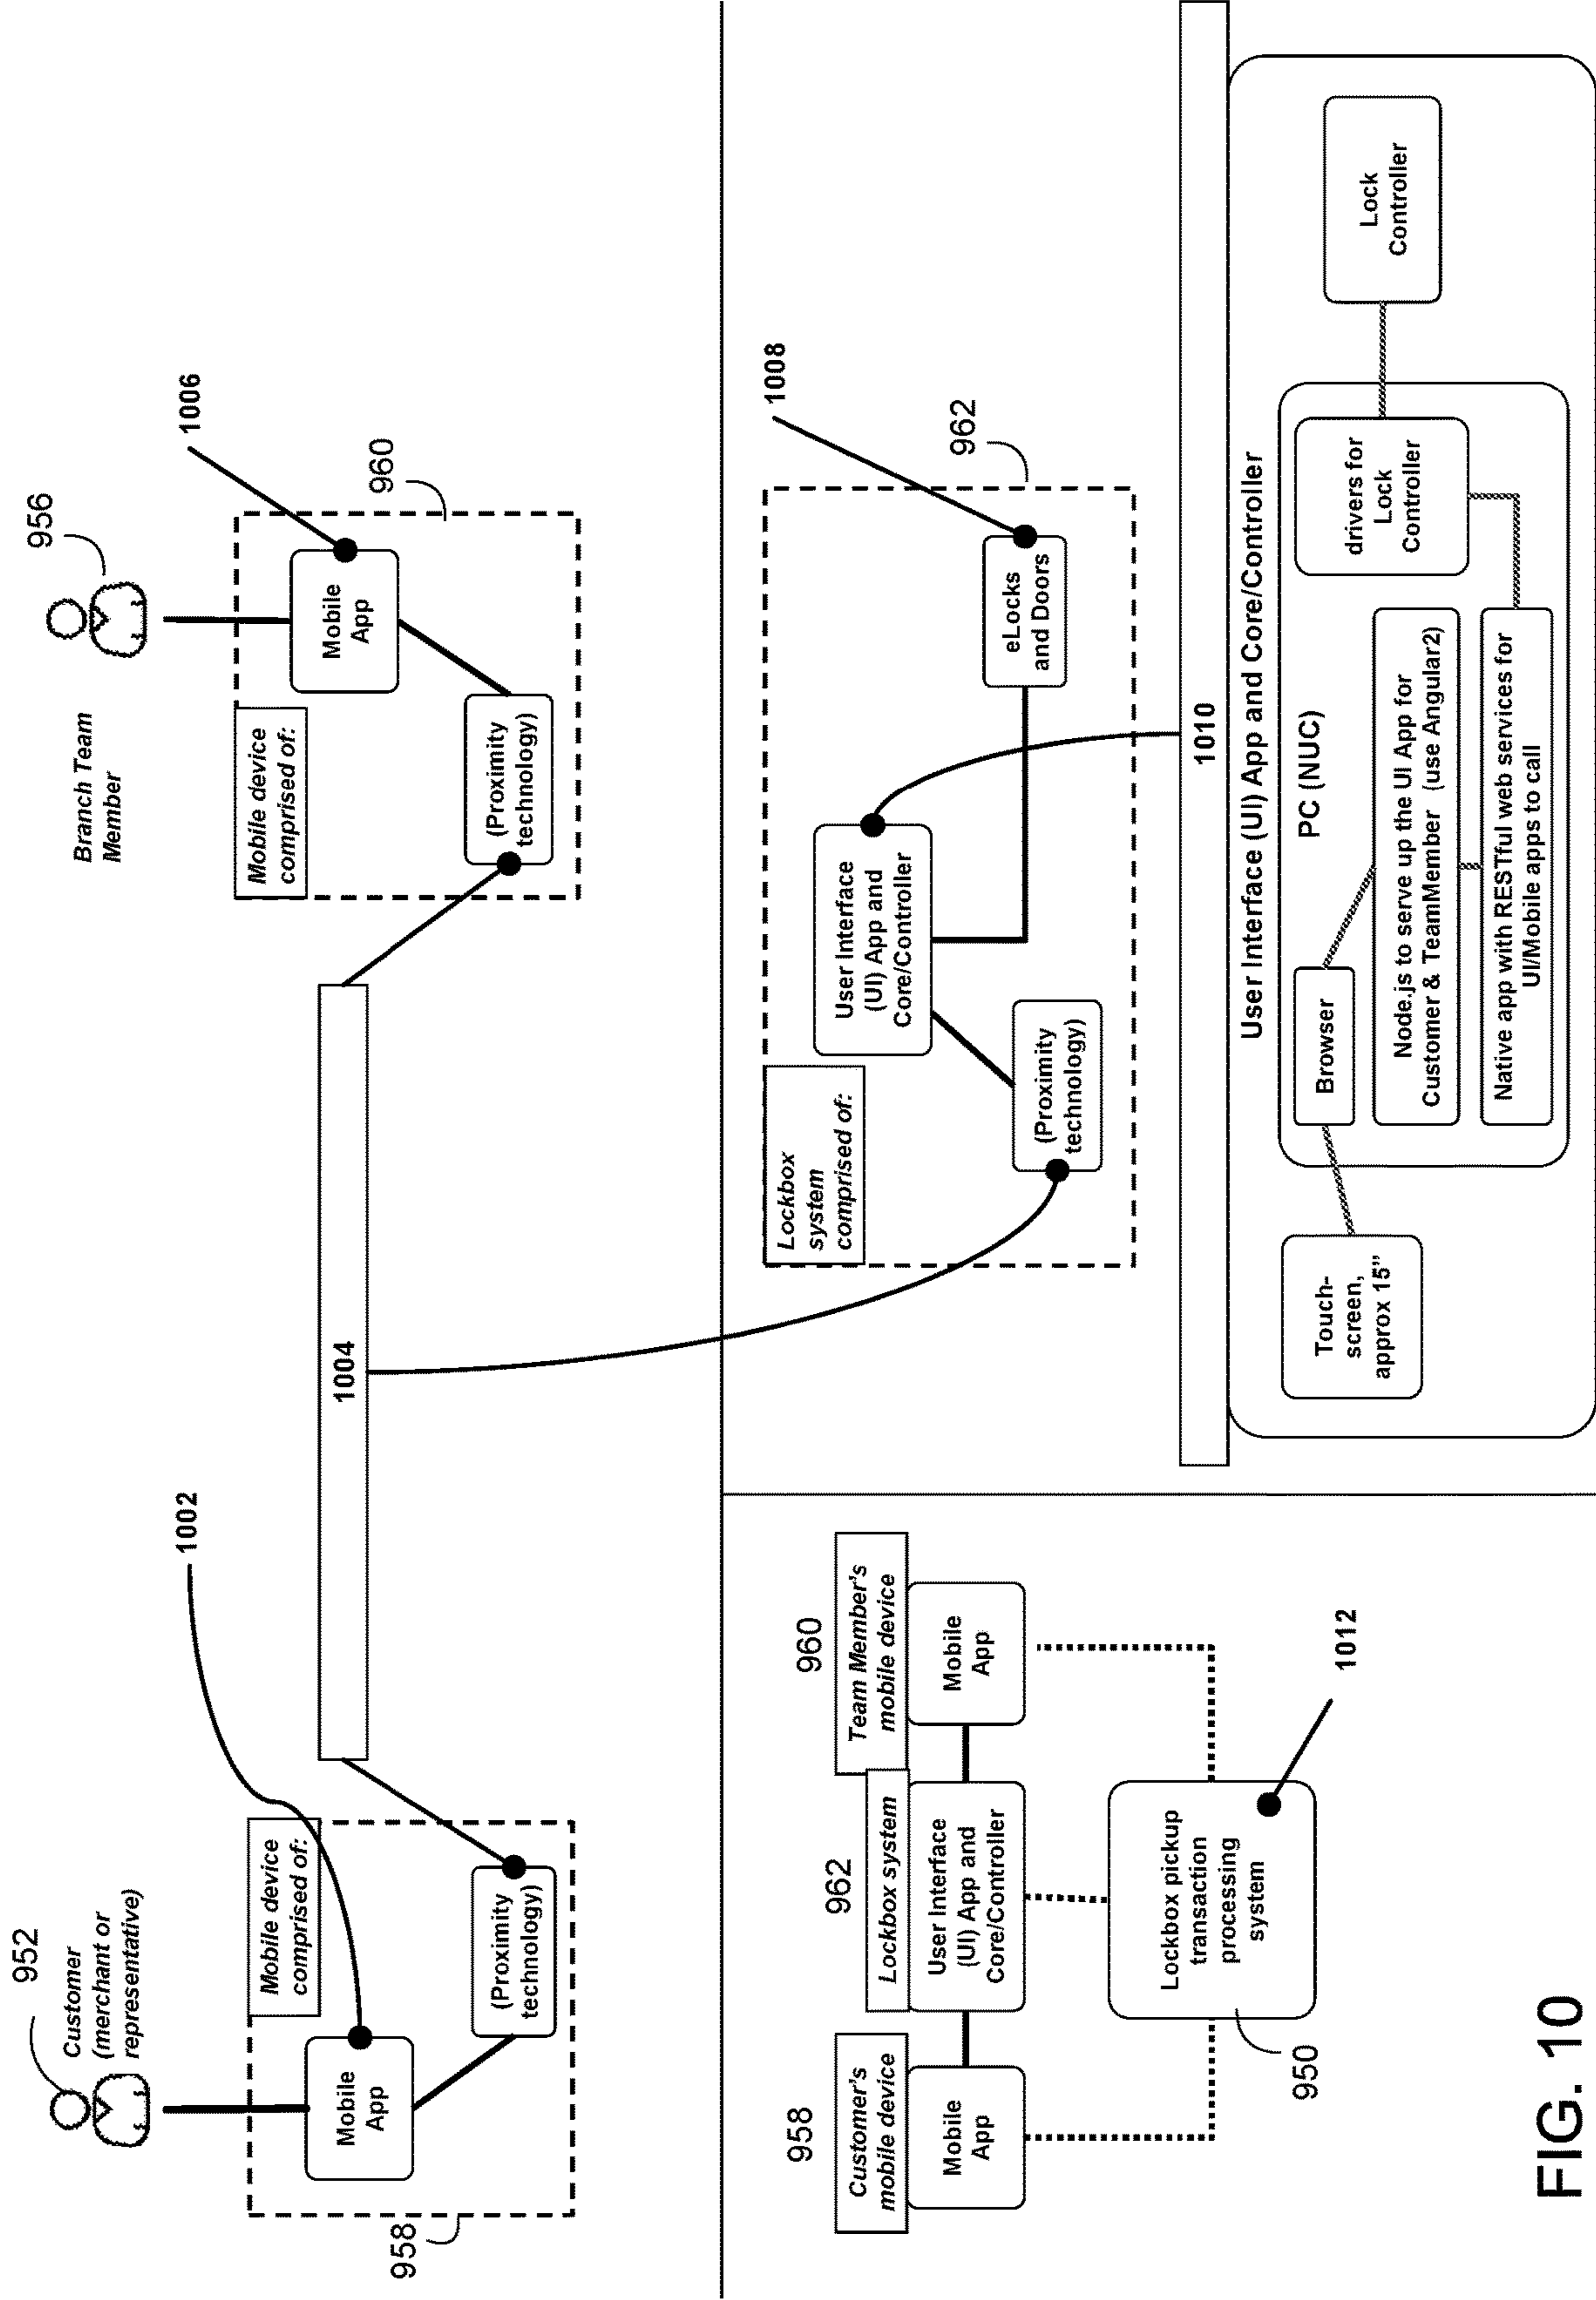 952
Customer
(merchant or
representative)
1002
Mobile device
comprised of:
Mobile
App
(Proximity
technology)
958
1004
956
Branch Team
Member
1006
960
Mobile device
comprised of:
Mobile
App
(Proximity
technology)
958
Customer's
mobile device
Mobile
App
962
Lockbox system
User Interface
(UI) App and
Core/Controller
960
Team Member's
mobile device
Mobile
App
Lockbox pickup
transaction
processing
system
950
1012
Lockbox
system
comprised of:
User Interface
(UI) App and
Core/Controller
(Proximity
technology)
eLocks
and Doors
1008
962
1010
User Interface (UI) App and Core/Controller
PC (NUC)
Touch-
screen,
approx 15"
Browser
Node.js to serve up the UI App for
Customer & TeamMember (use Angular2)
Native app with RESTful web services for
UI/Mobile apps to call
drivers for
Lock
Controller
Lock
Controller
FIG. 10